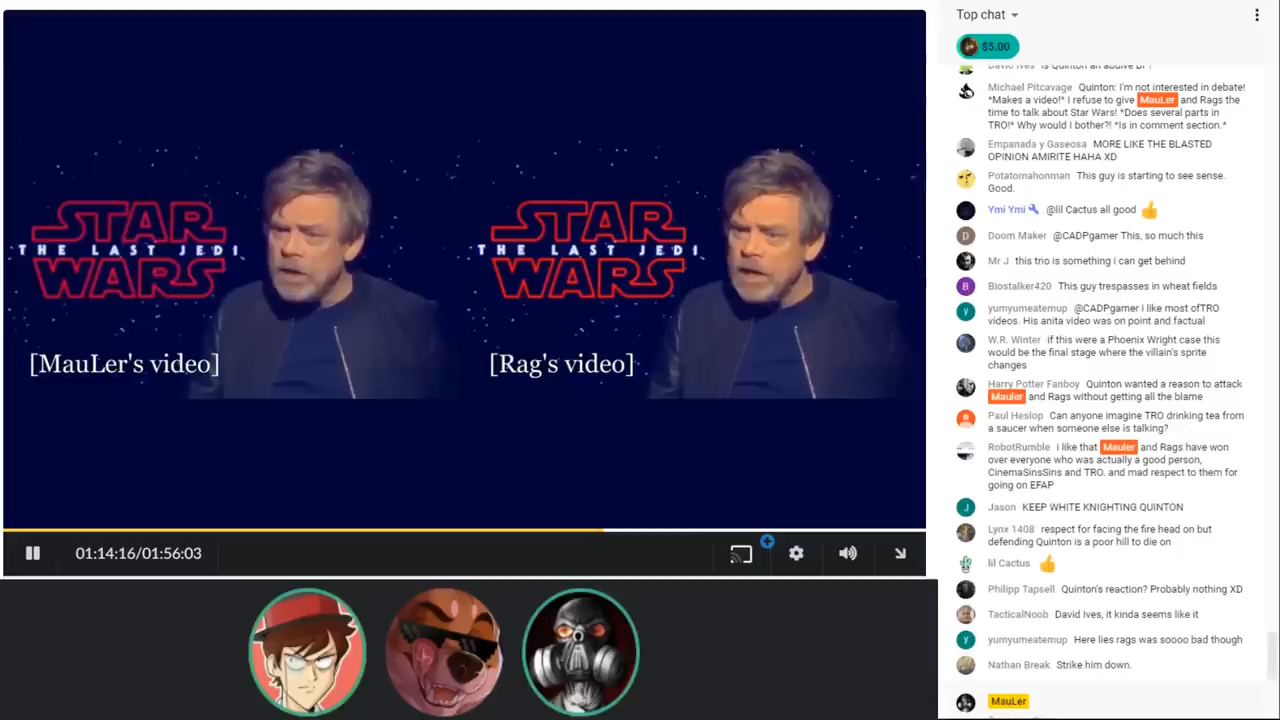 STAR
THE LAST JEDI
WARS
[MauLer's video]
STAR
THE LAST JEDI
WARS
[Rag's video]
01:14:16/01:56:03
Top chat
$5.00
David Ives
Michael Pitcavage Quinton: I'm not interested in debate!
*Makes a video!* I refuse to give MauLer and Rags the
time to talk about Star Wars! *Does several parts in
TRO!* Why would I bother?! *Is in comment section.*
Empanada y Gaseosa MORE LIKE THE BLASTED
OPINION AMIRITE HAHA XD
Potatomahonman This guy is starting to see sense.
Good.
Ymi Ymi @lil Cactus all good 👍
Doom Maker @CADPgamer This, so much this
Mr J this trio is something i can get behind
Biostalker420 This guy trespasses in wheat fields
yumyumeatemup @CADPgamer i like most ofTRO
videos. His anita video was on point and factual
W.R. Winter if this were a Phoenix Wright case this
would be the final stage where the villain's sprite
changes
Harry Potter Fanboy Quinton wanted a reason to attack
Mauler and Rags without getting all the blame
Paul Heslop Can anyone imagine TRO drinking tea from
a saucer when someone else is talking?
RobotRumble i like that Mauler and Rags have won
over everyone who was actually a good person,
CinemaSinsSins and TRO. and mad respect to them for
going on EFAP
J
Jason KEEP WHITE KNIGHTING QUINTON
Lynx 1408 respect for facing the fire head on but
defending Quinton is a poor hill to die on
lil Cactus 👍
Philipp Tapsell Quinton's reaction? Probably nothing XD
TacticalNoob David Ives, it kinda seems like it
yumyumeatemup Here lies rags was soooo bad though
Nathan Break Strike him down.
MauLer